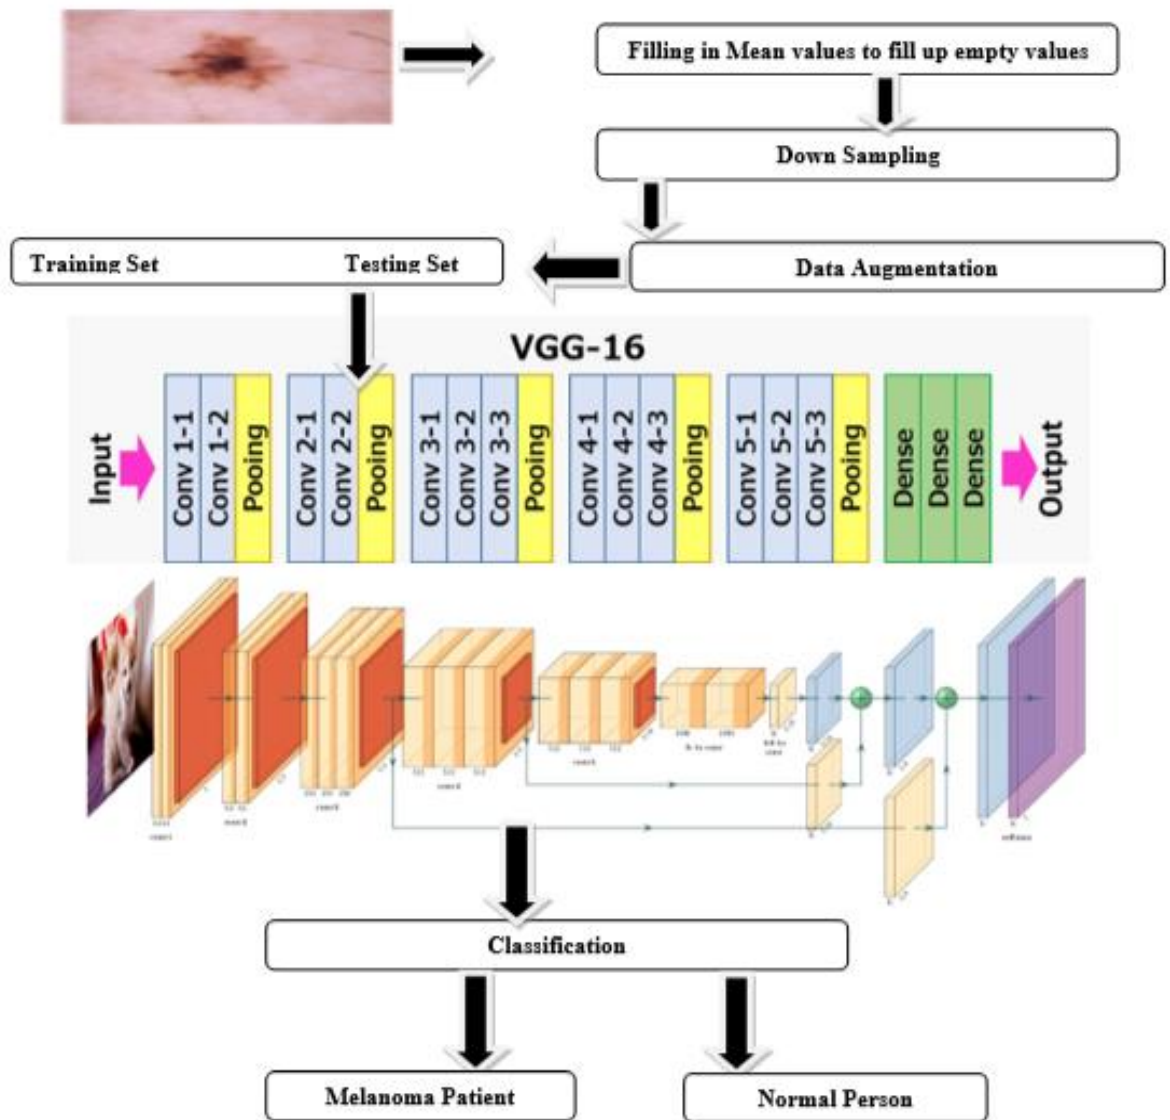 Filling in Mean values to fill up empty values
Down Sampling
Training Set Testing Set
Data Augmentation
VGG-16
Input
Conv 1-1
Conv 1-2
Pooing
Conv 2-1
Conv 2-2
Pooing
Conv 3-1
Conv 3-2
Conv 3-3
Pooing
Conv 4-1
Conv 4-2
Conv 4-3
Pooing
Conv 5-1
Conv 5-2
Conv 5-3
Pooing
Dense
Dense
Dense
Output
Classification
Melanoma Patient
Normal Person